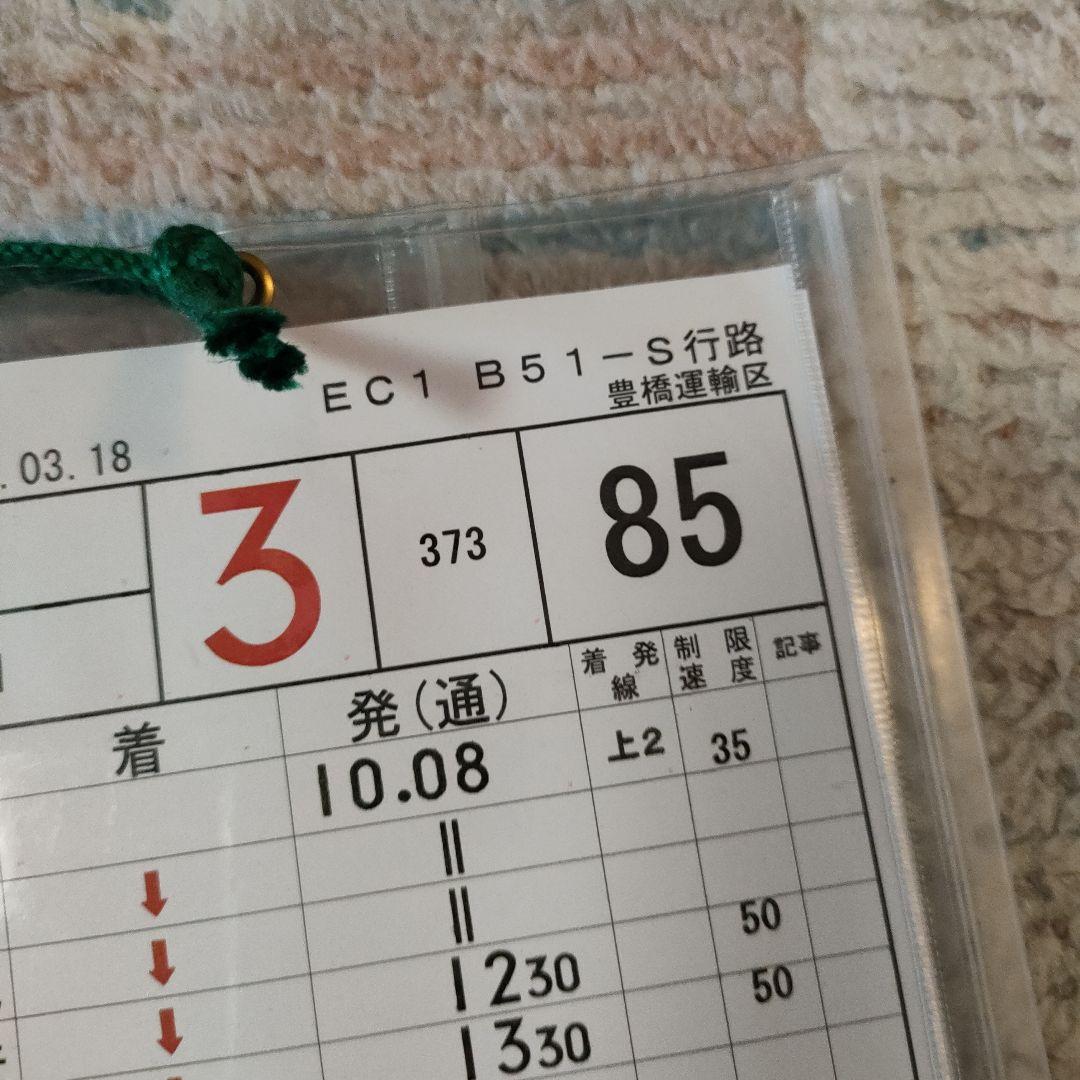 EC1 B51-S行路
豊橋運輸区
.03.18
3 373 85
着 発(通) 着発線 制限速度 記事
10.08 上2 35
||
|| 50
1230 50
1330